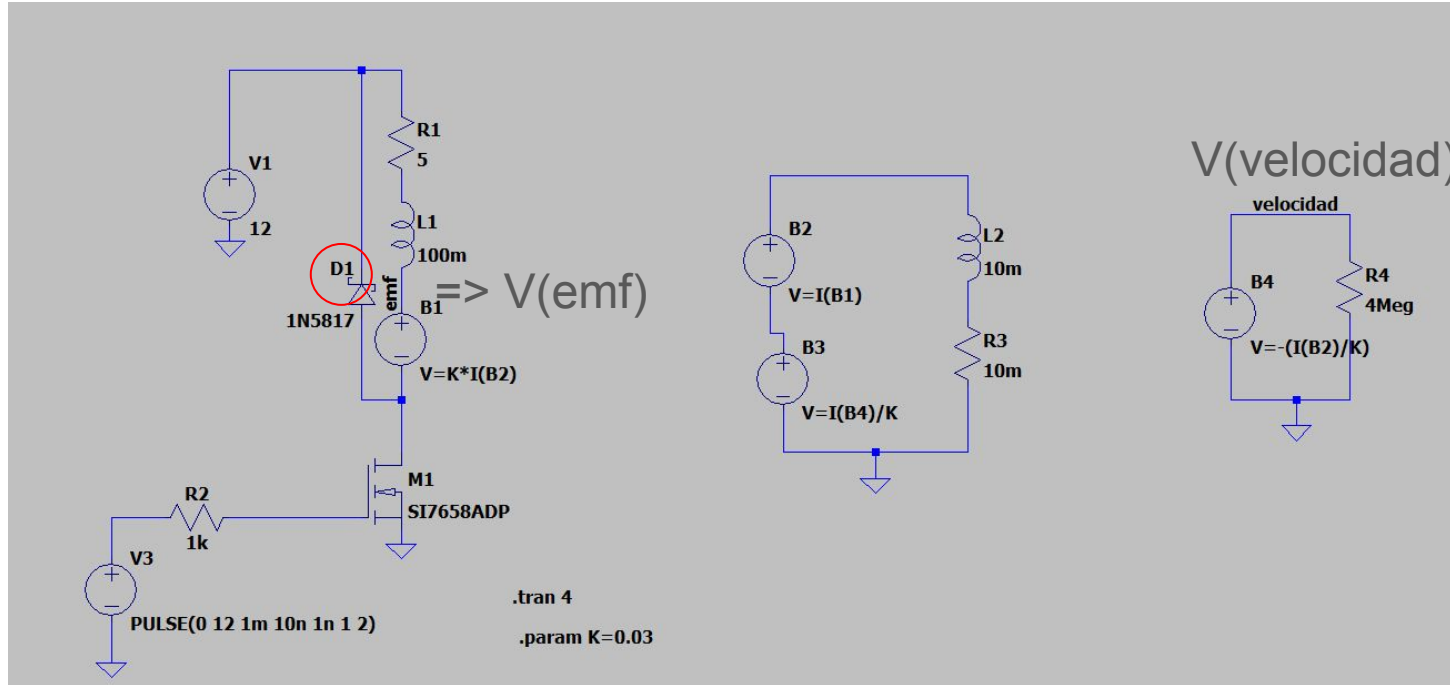 V1
12
R1
5
L1
100m
D1
1N5817
emf
=> V(emf)
B1
V=K*I(B2)
M1
SI7658ADP
R2
1k
V3
PULSE(0 12 1m 10n 1n 1 2)
.tran 4
.param K=0.03
B2
V=I(B1)
B3
V=I(B4)/K
L2
10m
R3
10m
V(velocidad)
velocidad
B4
V=-(I(B2)/K)
R4
4Meg